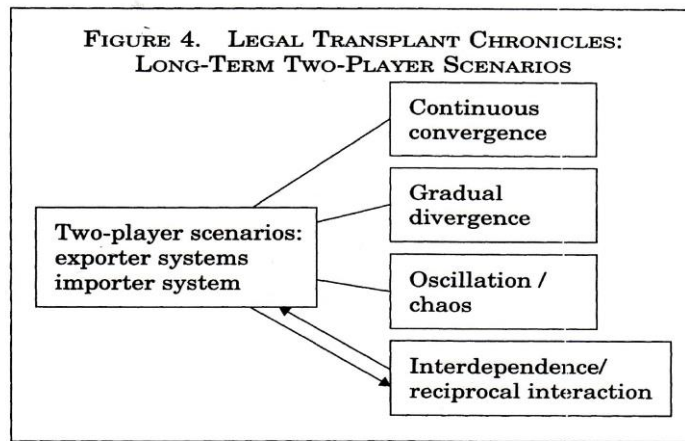 FIGURE 4. LEGAL TRANSPLANT CHRONICLES:
LONG-TERM TWO-PLAYER SCENARIOS
Continuous
convergence
Gradual
divergence
Two-player scenarios:
exporter systems
importer system
Oscillation /
chaos
Interdependence/
reciprocal interaction